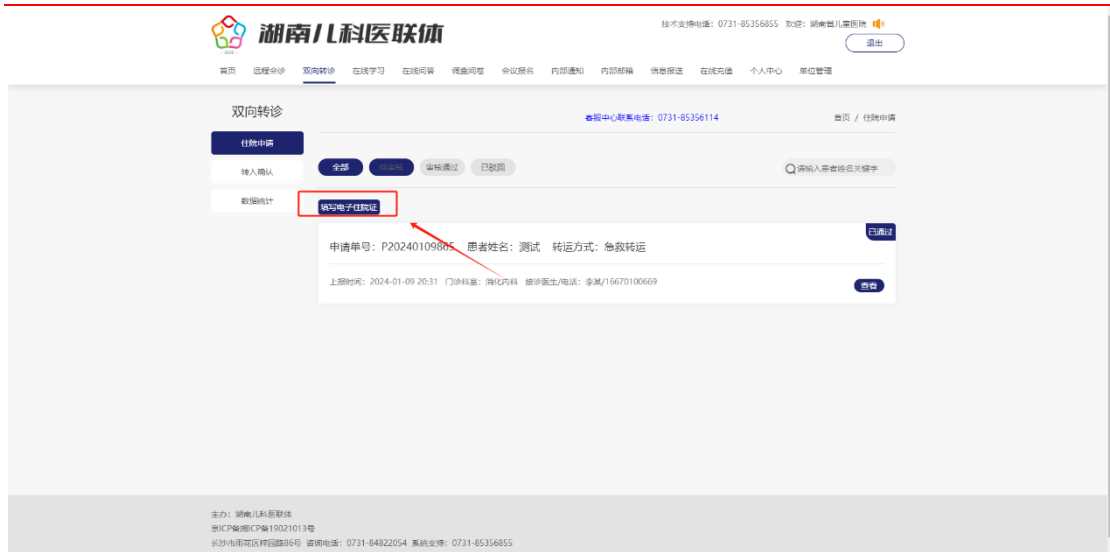 湖南儿科医联体
技术支持电话：0731-85356855 欢迎：湖南省儿童医院
退出
首页 远程会诊 双向转诊 在线学习 在线问答 调查问卷 会议报名 内部通知 内部邮箱 信息报送 在线充值 个人中心 单位管理
双向转诊
客服中心联系电话：0731-85356114
首页 / 住院申请
住院申请
转入确认
数据统计
全部 待审核 审核通过 已驳回
请输入患者姓名关键字
填写电子住院证
已通过
申请单号：P20240109865 患者姓名：测试 转运方式：急救转运
上报时间：2024-01-09 20:31 门诊科室：消化内科 接诊医生/电话：李某/16670100669
查看
主办：湖南儿科医联体
京ICP备湘ICP备19021013号
长沙市雨花区梓园路86号 咨询电话：0731-84822054 系统支持：0731-85356855